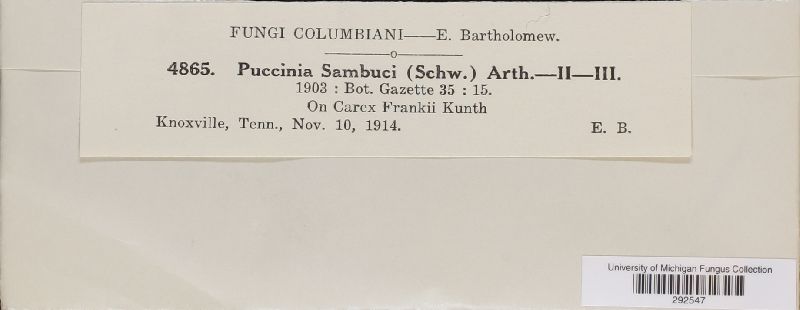 FUNGI COLUMBIANI——E. Bartholomew.
4865. Puccinia Sambuci (Schw.) Arth.—II—III.
1903 : Bot. Gazette 35 : 15.
On Carex Frankii Kunth
Knoxville, Tenn., Nov. 10, 1914. E. B.
University of Michigan Fungus Collection
292547